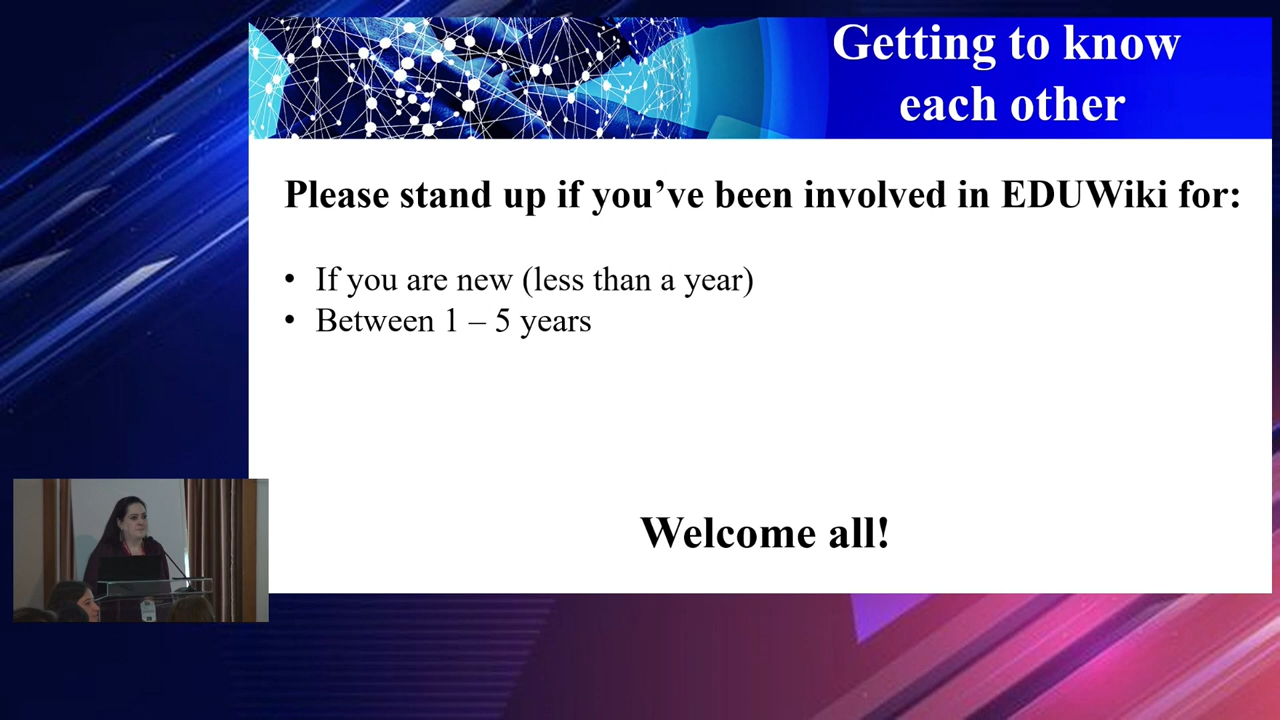 Getting to know
each other
Please stand up if you’ve been involved in EDUWiki for:
• If you are new (less than a year)
• Between 1 – 5 years
Welcome all!